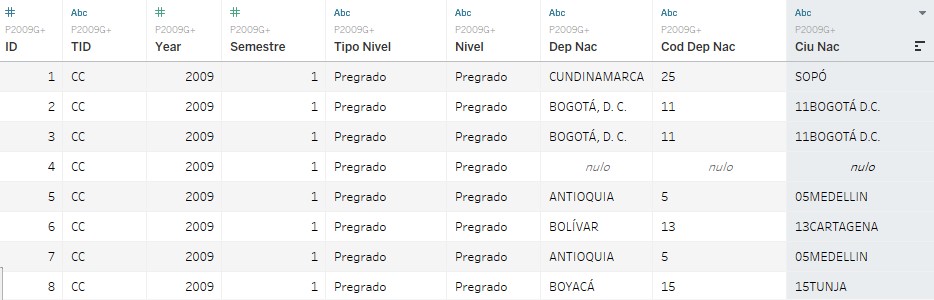 # Abc # # Abc Abc Abc Abc Abc
P2009G+ P2009G+ P2009G+ P2009G+ P2009G+ P2009G+ P2009G+ P2009G+ P2009G+
ID TID Year Semestre Tipo Nivel Nivel Dep Nac Cod Dep Nac Ciu Nac
1 CC 2009 1 Pregrado Pregrado CUNDINAMARCA 25 SOPÓ
2 CC 2009 1 Pregrado Pregrado BOGOTÁ, D. C. 11 11BOGOTÁ D.C.
3 CC 2009 1 Pregrado Pregrado BOGOTÁ, D. C. 11 11BOGOTÁ D.C.
4 CC 2009 1 Pregrado Pregrado nulo nulo nulo
5 CC 2009 1 Pregrado Pregrado ANTIOQUIA 5 05MEDELLIN
6 CC 2009 1 Pregrado Pregrado BOLÍVAR 13 13CARTAGENA
7 CC 2009 1 Pregrado Pregrado ANTIOQUIA 5 05MEDELLIN
8 CC 2009 1 Pregrado Pregrado BOYACÁ 15 15TUNJA